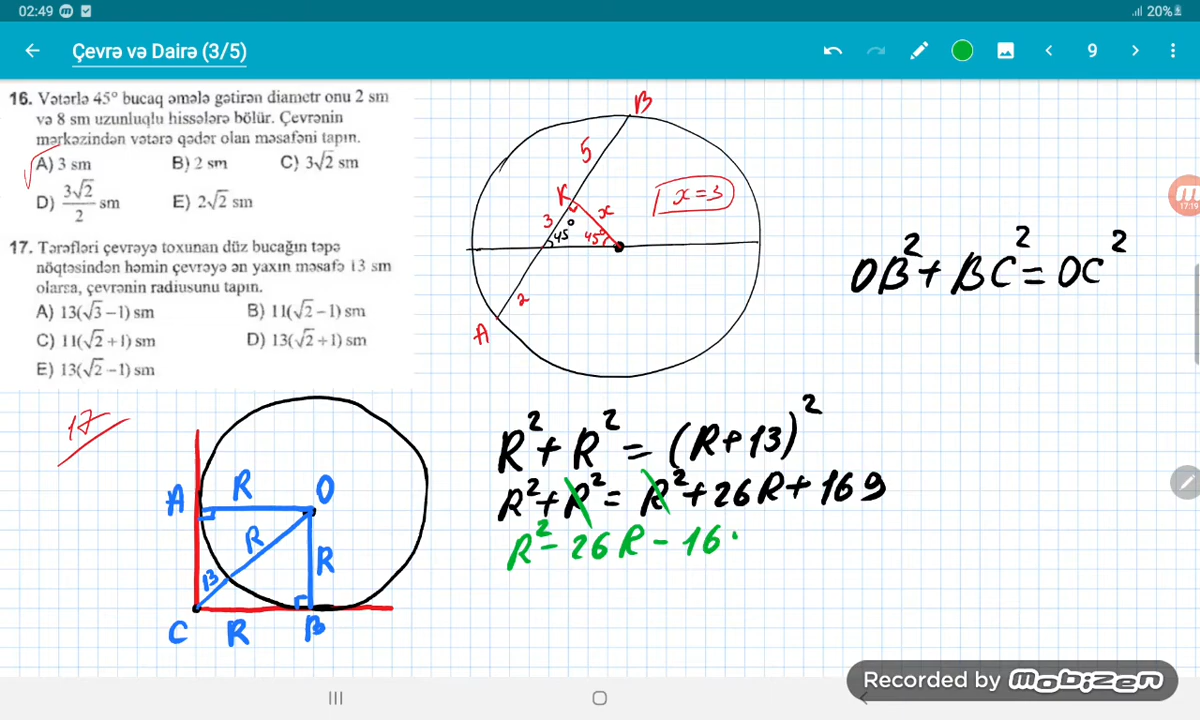 02:49
20%
Çevrə və Dairə (3/5)
9
16. Vətərlə 45° bucaq əmələ gətirən diametr onu 2 sm
və 8 sm uzunluqlu hissələrə bölür. Çevrənin
mərkəzindən vətərə qədər olan məsafəni tapın.
A) 3 sm B) 2 sm C) 3√2 sm
D) 3√2/2 sm E) 2√2 sm
17. Tərəfləri çevrəyə toxunan düz bucağın təpə
nöqtəsindən həmin çevrəyə ən yaxın məsafə 13 sm
olarsa, çevrənin radiusunu tapın.
A) 13(√3−1) sm B) 11(√2−1) sm
C) 11(√2+1) sm D) 13(√2+1) sm
E) 13(√2−1) sm
B
5
K
3
x
45°
45°
2
A
x=3
17:19
OB²+BC²=OC²
17
A
R
O
R
R
13
C
R
B
R²+R²=(R+13)²
R²+R²=R²+26R+169
R²-26R-16
Recorded by mobizen